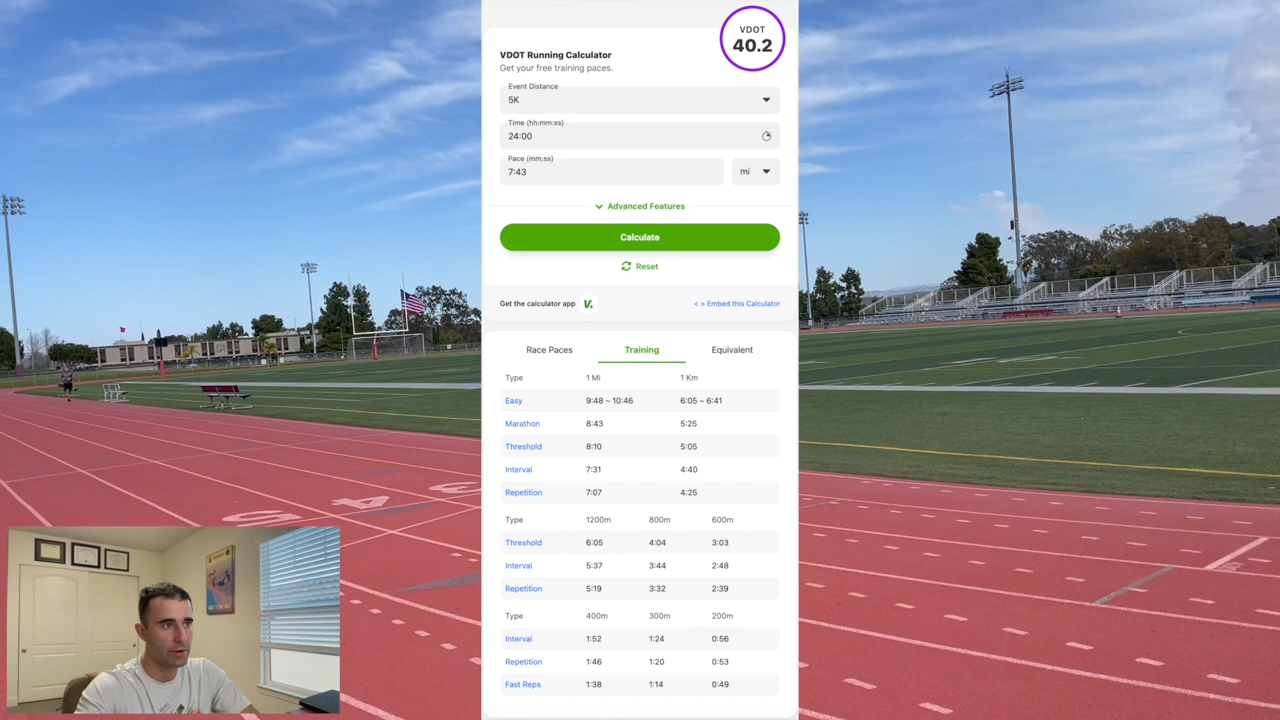 VDOT
40.2
VDOT Running Calculator
Get your free training paces.
Event Distance
5K
Time (hh:mm:ss)
24:00
Pace (mm:ss)
7:43 mi
Advanced Features
Calculate
Reset
Get the calculator app V. < > Embed this Calculator
Race Paces Training Equivalent
Type 1 Mi 1 Km
Easy 9:48 ~ 10:46 6:05 ~ 6:41
Marathon 8:43 5:25
Threshold 8:10 5:05
Interval 7:31 4:40
Repetition 7:07 4:25
Type 1200m 800m 600m
Threshold 6:05 4:04 3:03
Interval 5:37 3:44 2:48
Repetition 5:19 3:32 2:39
Type 400m 300m 200m
Interval 1:52 1:24 0:56
Repetition 1:46 1:20 0:53
Fast Reps 1:38 1:14 0:49
5 4 3